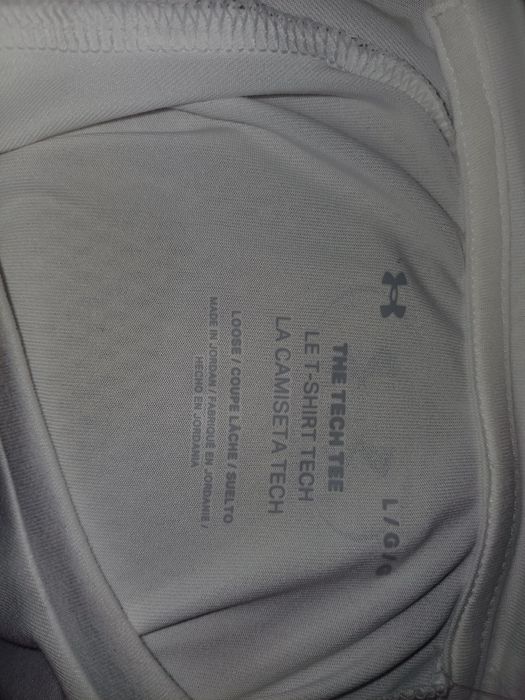 L / G /
THE TECH TEE
LE T-SHIRT TECH
LA CAMISETA TECH
LOOSE / COUPE LÂCHE / SUELTO
MADE IN JORDAN / FABRIQUÉ EN JORDANIE /
HECHO EN JORDANIA